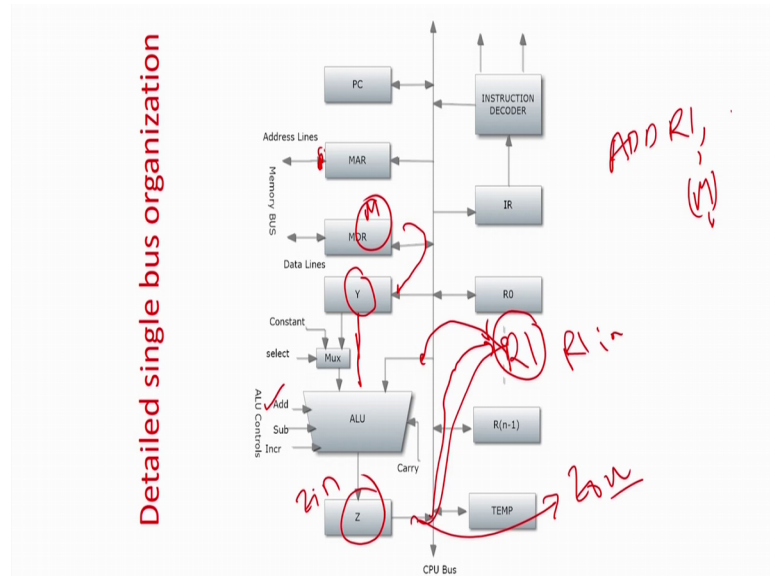 Detailed single bus organization
PC
INSTRUCTION
DECODER
Address Lines
MAR
Memory BUS
IR
M
MDR
Data Lines
Y
R0
Constant
select
Mux
R1
R1 in
ALU Controls
Add
Sub
Incr
ALU
R(n-1)
Carry
Zin
Z
TEMP
Zout
CPU Bus
ADD R1,
(M)